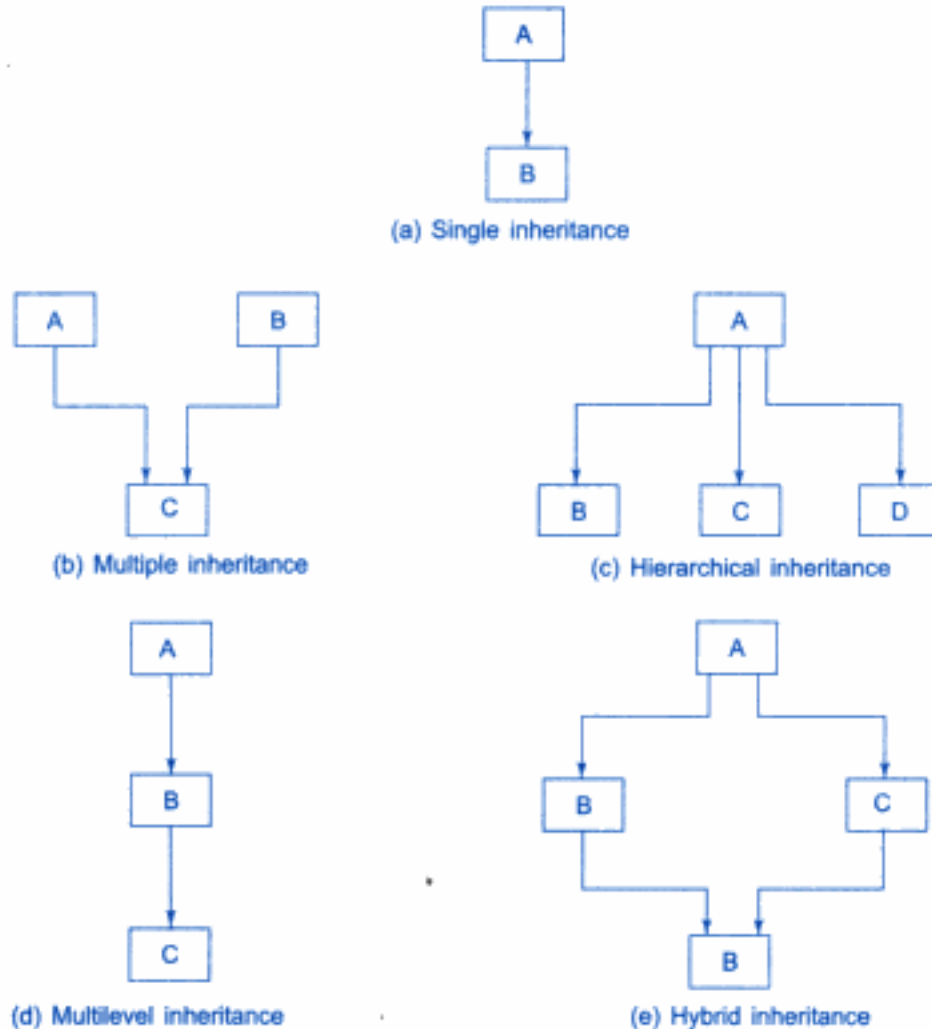 A
B
(a) Single inheritance
A B
C
(b) Multiple inheritance
A
B C D
(c) Hierarchical inheritance
A
B
C
(d) Multilevel inheritance
A
B C
B
(e) Hybrid inheritance